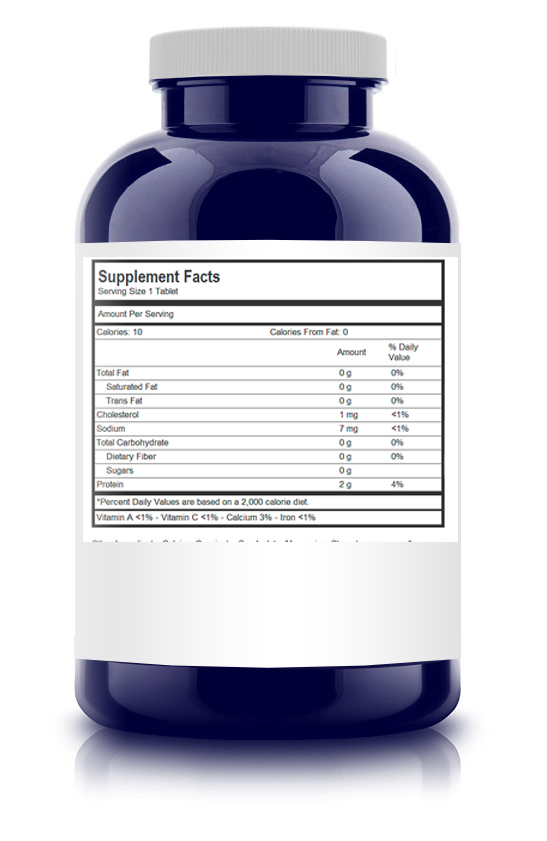 Supplement Facts
Serving Size 1 Tablet
Amount Per Serving
Calories: 10 Calories From Fat: 0
Amount % Daily Value
Total Fat 0 g 0%
Saturated Fat 0 g 0%
Trans Fat 0 g 0%
Cholesterol 1 mg <1%
Sodium 7 mg <1%
Total Carbohydrate 0 g 0%
Dietary Fiber 0 g 0%
Sugars 0 g
Protein 2 g 4%
*Percent Daily Values are based on a 2,000 calorie diet.
Vitamin A <1% - Vitamin C <1% - Calcium 3% - Iron <1%